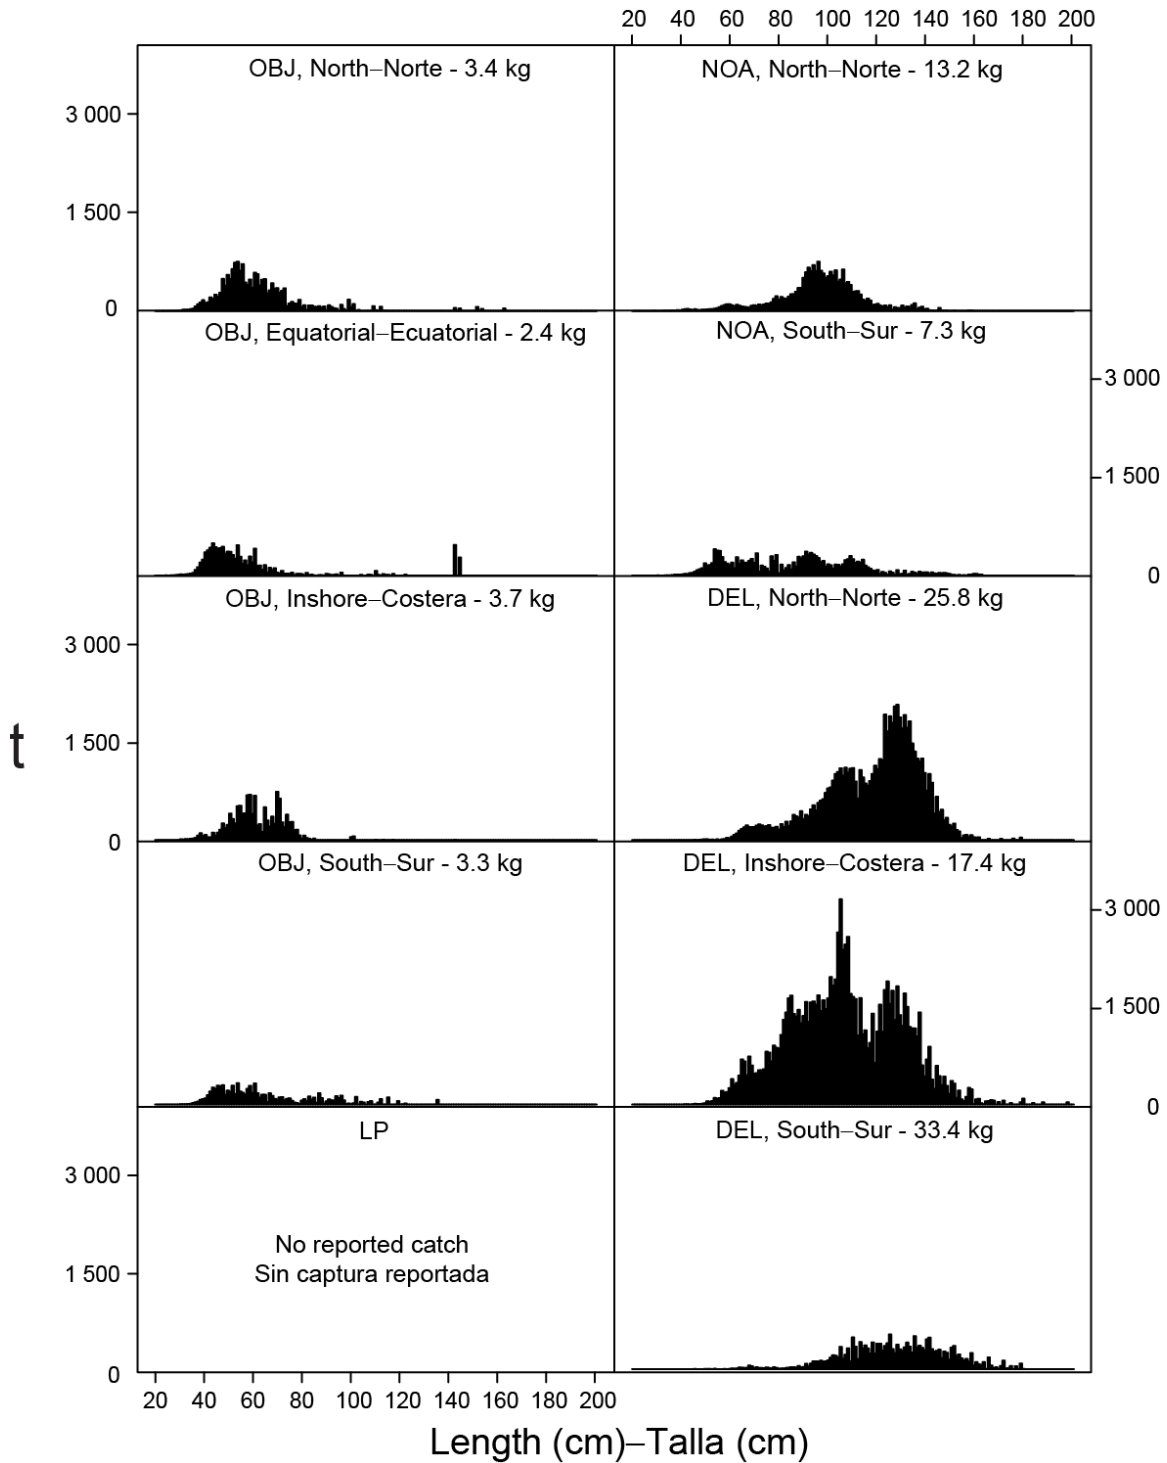 20 40 60 80 100 120 140 160 180 200
OBJ, North–Norte - 3.4 kg
NOA, North–Norte - 13.2 kg
3 000
1 500
0
OBJ, Equatorial–Ecuatorial - 2.4 kg
NOA, South–Sur - 7.3 kg
3 000
1 500
0
OBJ, Inshore–Costera - 3.7 kg
DEL, North–Norte - 25.8 kg
3 000
1 500
0
t
OBJ, South–Sur - 3.3 kg
DEL, Inshore–Costera - 17.4 kg
3 000
1 500
0
LP
DEL, South–Sur - 33.4 kg
3 000
1 500
0
No reported catch
Sin captura reportada
20 40 60 80 100 120 140 160 180 200
Length (cm)–Talla (cm)